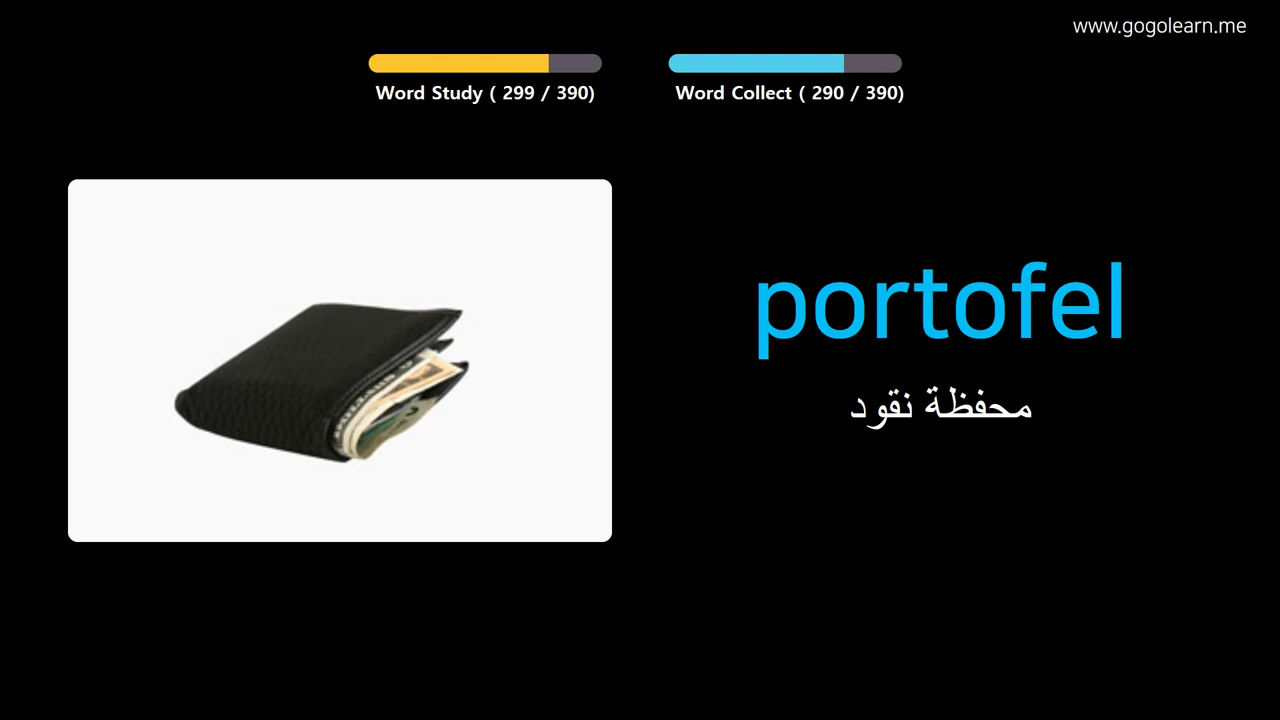 www.gogolearn.me
Word Study ( 299 / 390)
Word Collect ( 290 / 390)
portofel
محفظة نقود